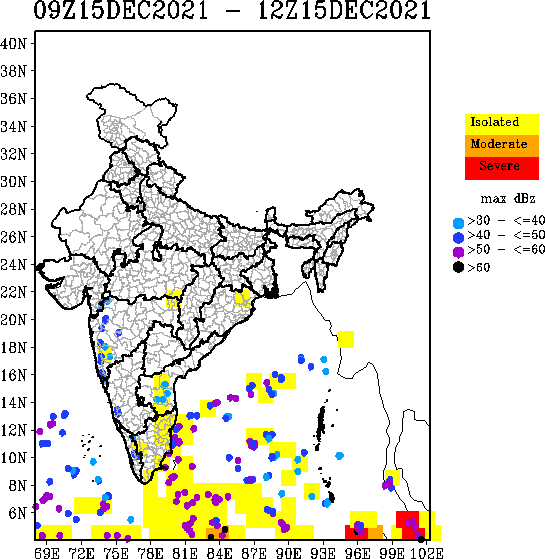 09Z15DEC2021 - 12Z15DEC2021
40N
38N
36N
34N
32N
30N
28N
26N
24N
22N
20N
18N
16N
14N
12N
10N
8N
6N
69E 72E 75E 78E 81E 83E 87E 90E 93E 96E 99E 102E
Isolated
Moderate
Severe
max dBz
>30 - <=40
>40 - <=50
>50 - <=60
>60